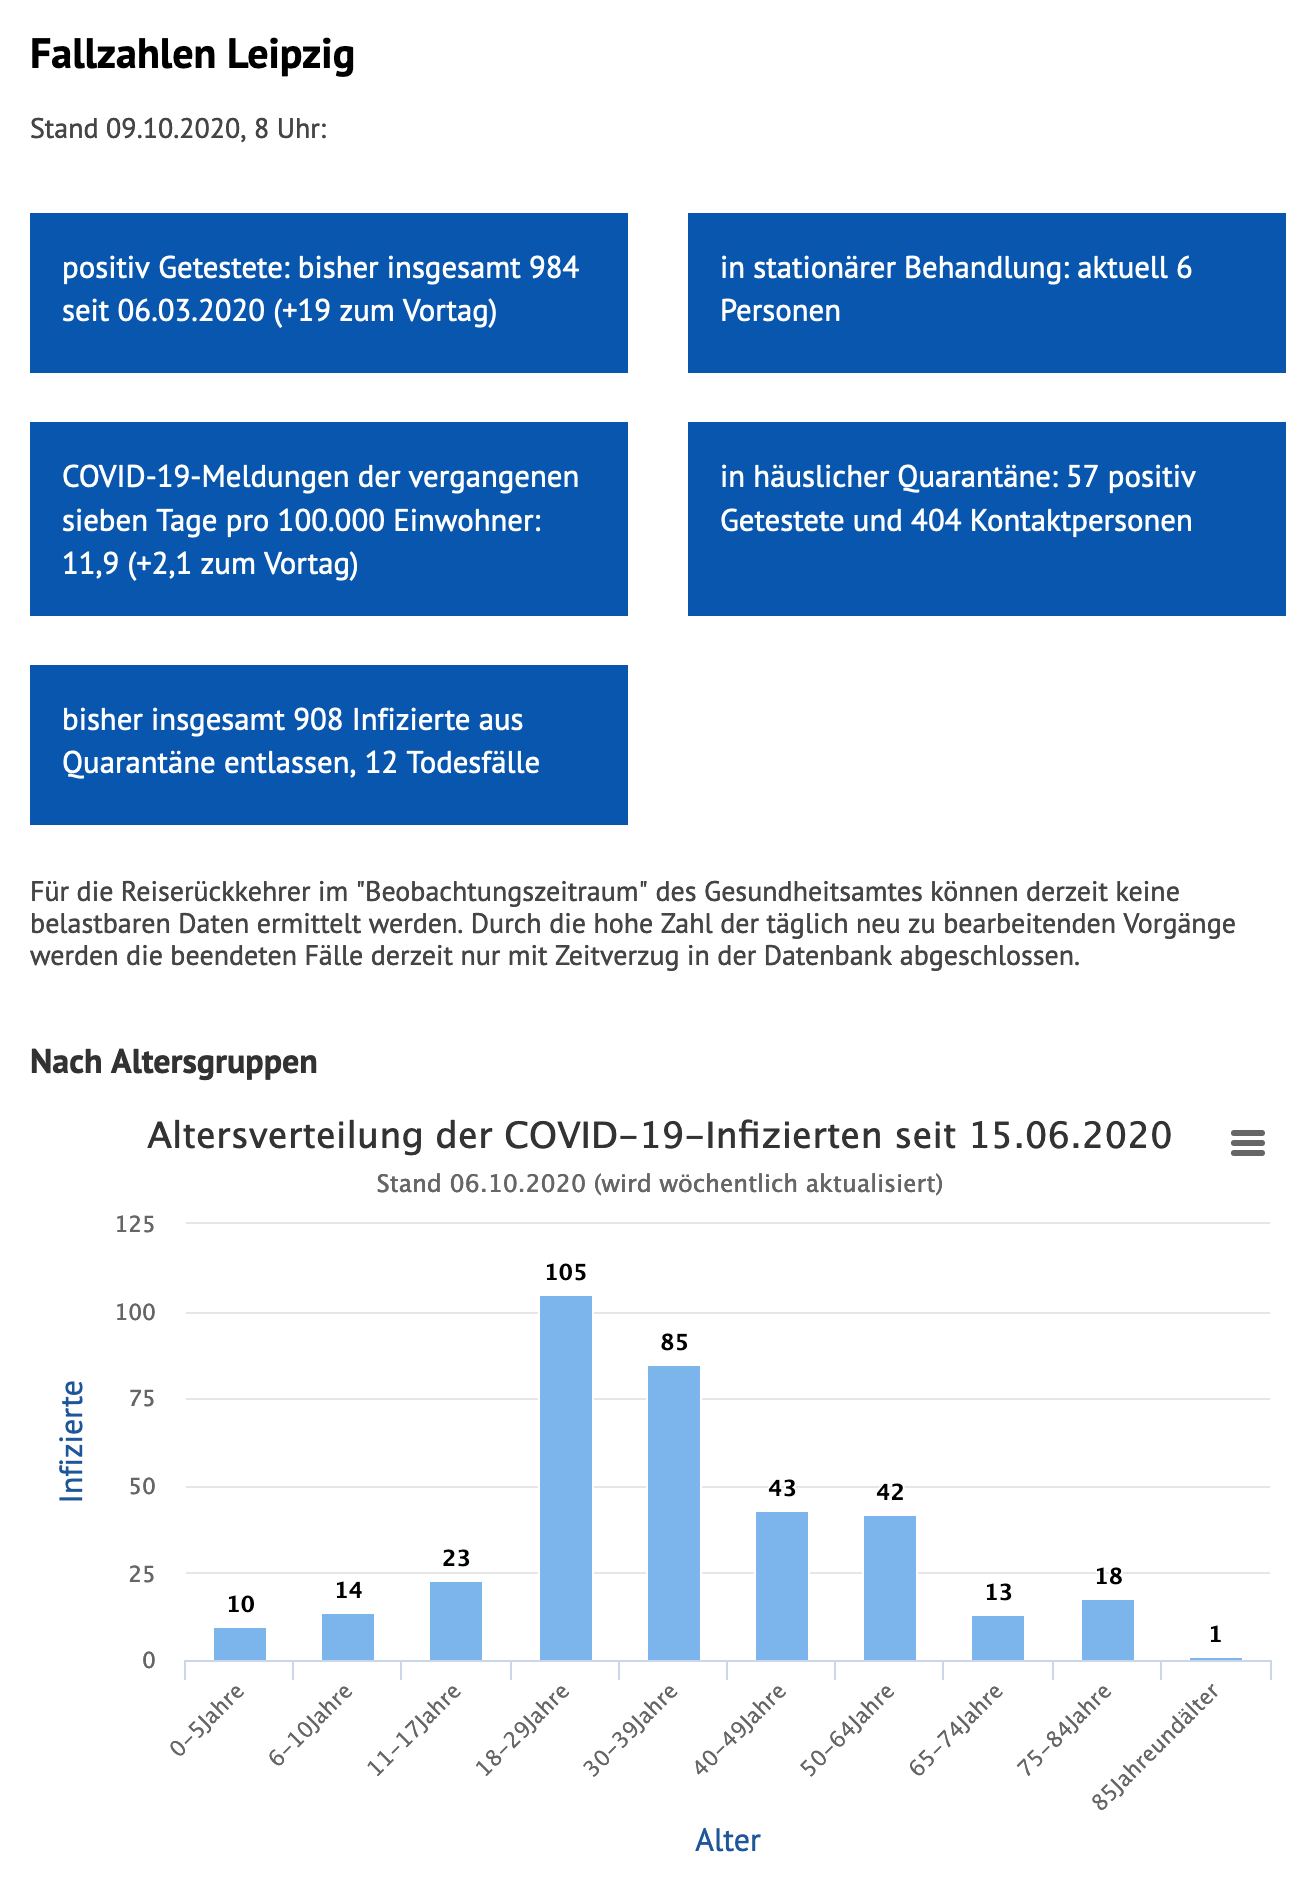 Fallzahlen Leipzig
Stand 09.10.2020, 8 Uhr:
positiv Getestete: bisher insgesamt 984
seit 06.03.2020 (+19 zum Vortag)
in stationärer Behandlung: aktuell 6
Personen
COVID-19-Meldungen der vergangenen
sieben Tage pro 100.000 Einwohner:
11,9 (+2,1 zum Vortag)
in häuslicher Quarantäne: 57 positiv
Getestete und 404 Kontaktpersonen
bisher insgesamt 908 Infizierte aus
Quarantäne entlassen, 12 Todesfälle
Für die Reiserückkehrer im "Beobachtungszeitraum" des Gesundheitsamtes können derzeit keine
belastbaren Daten ermittelt werden. Durch die hohe Zahl der täglich neu zu bearbeitenden Vorgänge
werden die beendeten Fälle derzeit nur mit Zeitverzug in der Datenbank abgeschlossen.
Nach Altersgruppen
Altersverteilung der COVID-19-Infizierten seit 15.06.2020
Stand 06.10.2020 (wird wöchentlich aktualisiert)
Infizierte
125
100
75
50
25
0
10
14
23
105
85
43
42
13
18
1
0-5Jahre
6-10Jahre
11-17Jahre
18-29Jahre
30-39Jahre
40-49Jahre
50-64Jahre
65-74Jahre
75-84Jahre
85Jahreundälter
Alter